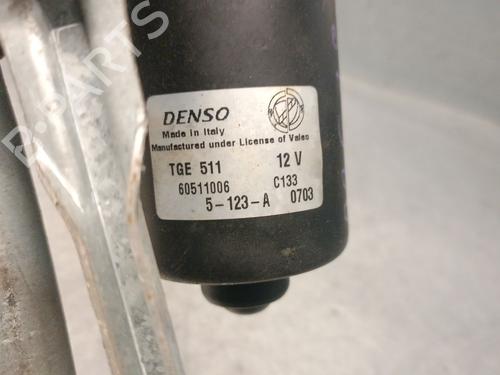 DENSO
Made in Italy
Manufactured under License of Valeo
TGE 511 12 V
60511006 C133
5-123-A 0703